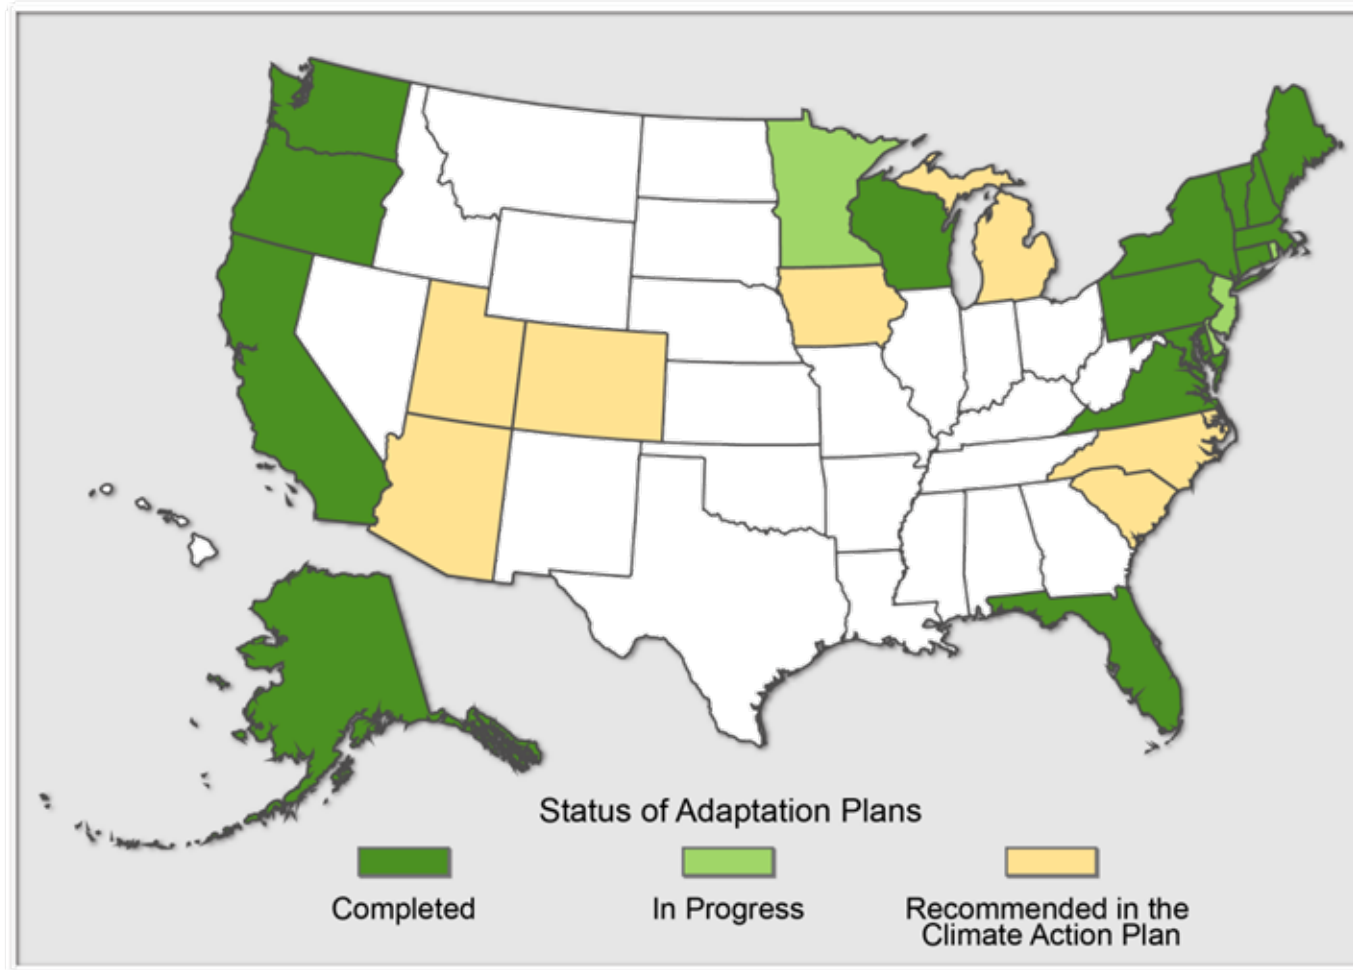 Status of Adaptation Plans
Completed
In Progress
Recommended in the
Climate Action Plan